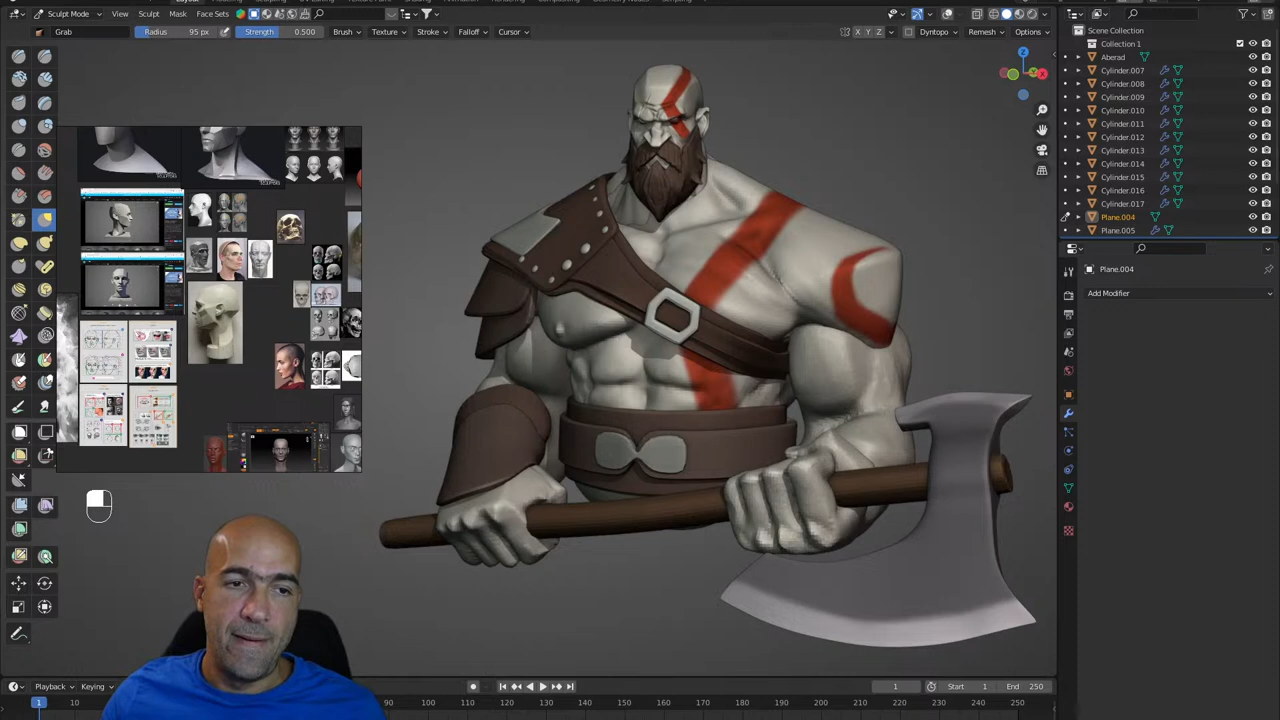 Sculpt Mode View Sculpt Mask Face Sets
Options
Grab Radius 95 px Strength 0.500 Brush Texture Stroke Falloff Cursor X Y Z Dyntopo Remesh Options
Scene Collection
Collection 1
Aberad
Cylinder.007
Cylinder.008
Cylinder.009
Cylinder.010
Cylinder.011
Cylinder.012
Cylinder.013
Cylinder.014
Cylinder.015
Cylinder.016
Cylinder.017
Plane.004
Plane.005
Plane.004
Add Modifier
Playback Keying View Marker 1 Start 1 End 250
1 10 100 110 120 130 140 150 160 170 180 190 200 210 220 230 240 250